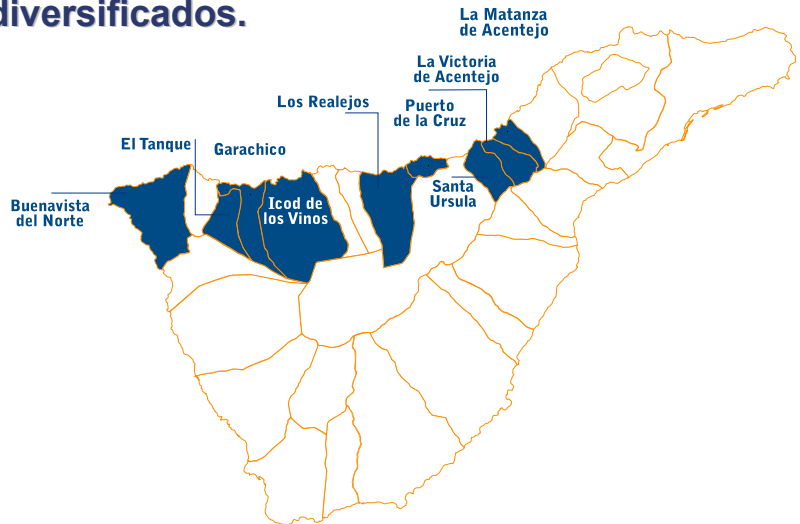 diversificados.
La Matanza
de Acentejo
La Victoria
de Acentejo
Los Realejos
Puerto
de la Cruz
El Tanque
Garachico
Santa
Ursula
Icod de
los Vinos
Buenavista
del Norte